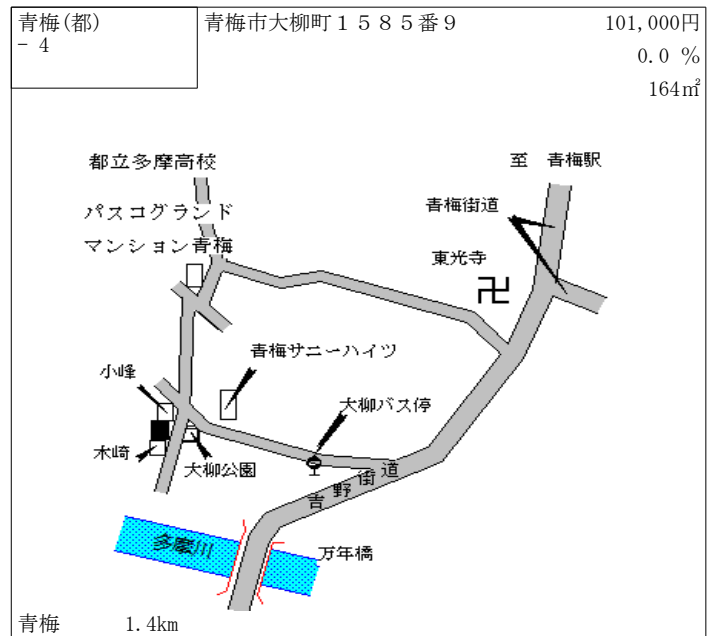 青梅(都)
－ 4
青梅市大柳町１５８５番９
101,000円
0.0 %
164㎡
都立多摩高校
至 青梅駅
パスコグランド
マンション青梅
青梅街道
東光寺
卍
青梅サニーハイツ
小峰
大柳バス停
木崎
大柳公園
吉野街道
多摩川
万年橋
青梅 1.4km